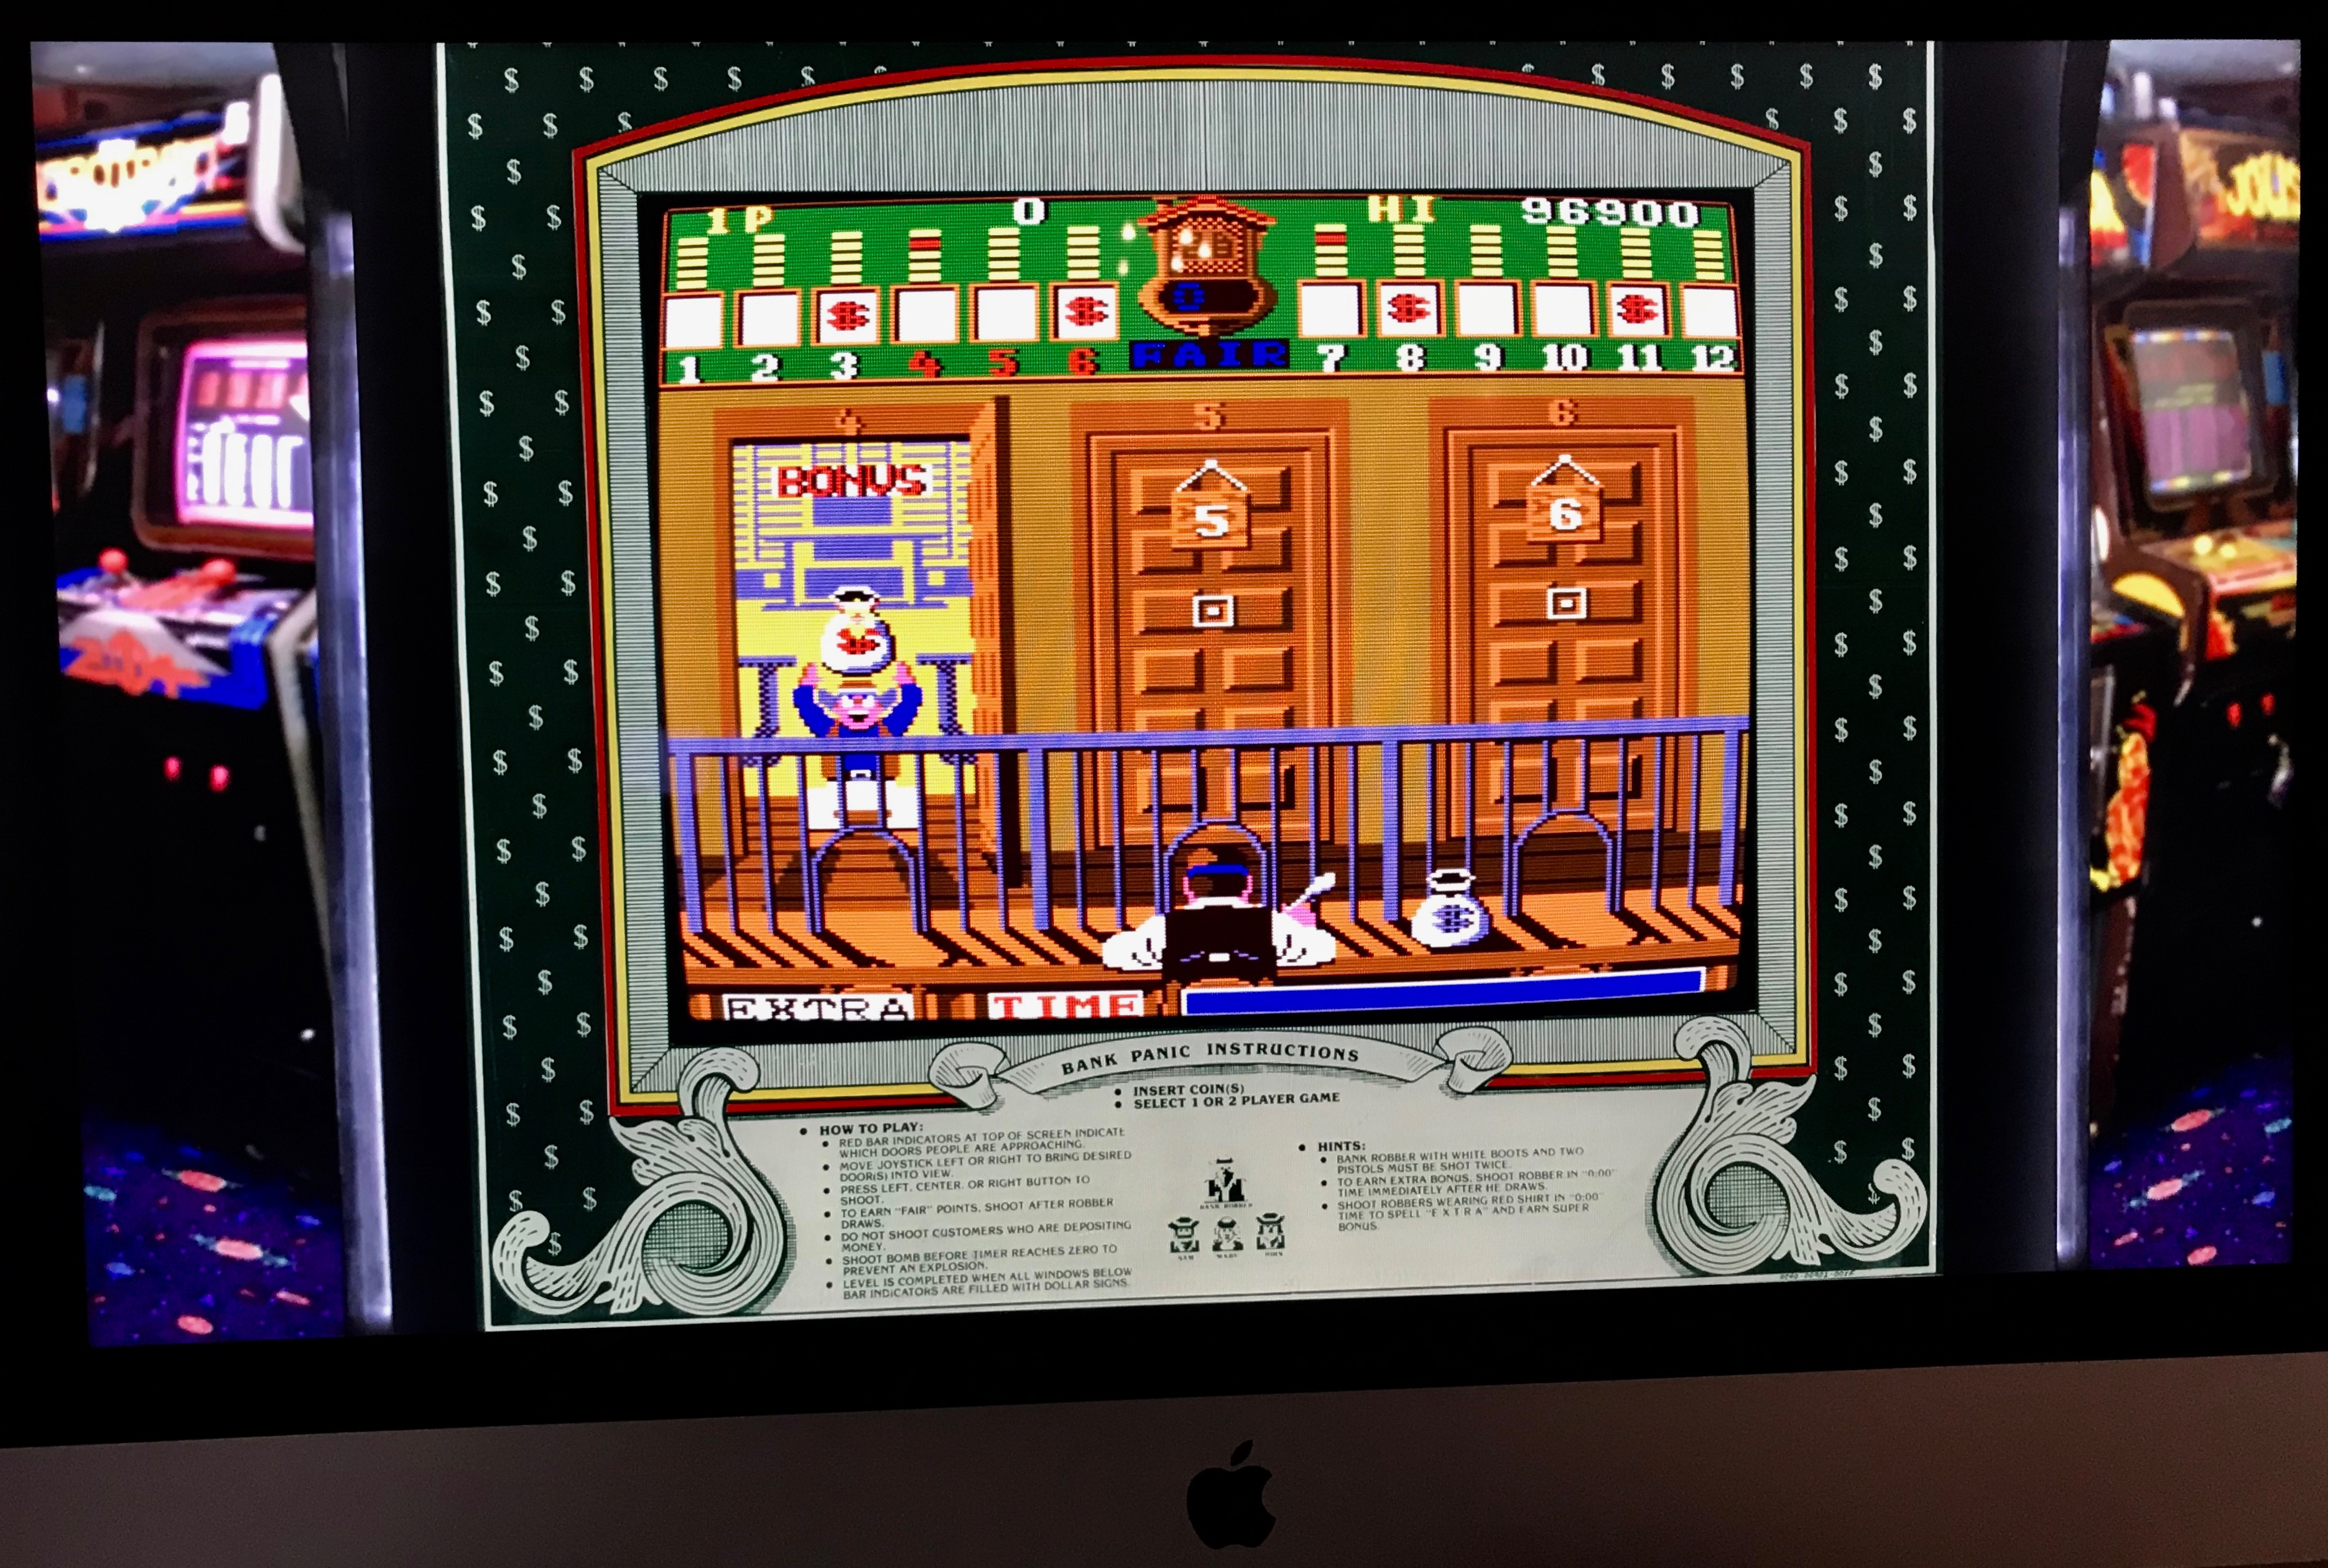 1P 0 HI 96900
0
1 2 3 4 5 6 FAIR 7 8 9 10 11 12
4 5 6
BONUS
5 6
EXTRA TIME
BANK PANIC INSTRUCTIONS
• INSERT COIN(S)
• SELECT 1 OR 2 PLAYER GAME
• HOW TO PLAY:
• RED BAR INDICATORS AT TOP OF SCREEN INDICATE
WHICH DOORS PEOPLE ARE APPROACHING.
• MOVE JOYSTICK LEFT OR RIGHT TO BRING DESIRED
DOOR(S) INTO VIEW.
• PRESS LEFT, CENTER, OR RIGHT BUTTON TO
SHOOT.
• TO EARN "FAIR" POINTS, SHOOT AFTER ROBBER
DRAWS.
• DO NOT SHOOT CUSTOMERS WHO ARE DEPOSITING
MONEY.
• SHOOT BOMB BEFORE TIMER REACHES ZERO TO
PREVENT AN EXPLOSION.
• LEVEL IS COMPLETED WHEN ALL WINDOWS BELOW
BAR INDICATORS ARE FILLED WITH DOLLAR SIGNS.
BANK ROBBER
• HINTS:
• BANK ROBBER WITH WHITE BOOTS AND TWO
PISTOLS MUST BE SHOT TWICE.
• TO EARN EXTRA BONUS, SHOOT ROBBER IN "0:00"
TIME IMMEDIATELY AFTER HE DRAWS.
• SHOOT ROBBERS WEARING RED SHIRT IN "0:00"
TIME TO SPELL "E X T R A" AND EARN SUPER
BONUS.